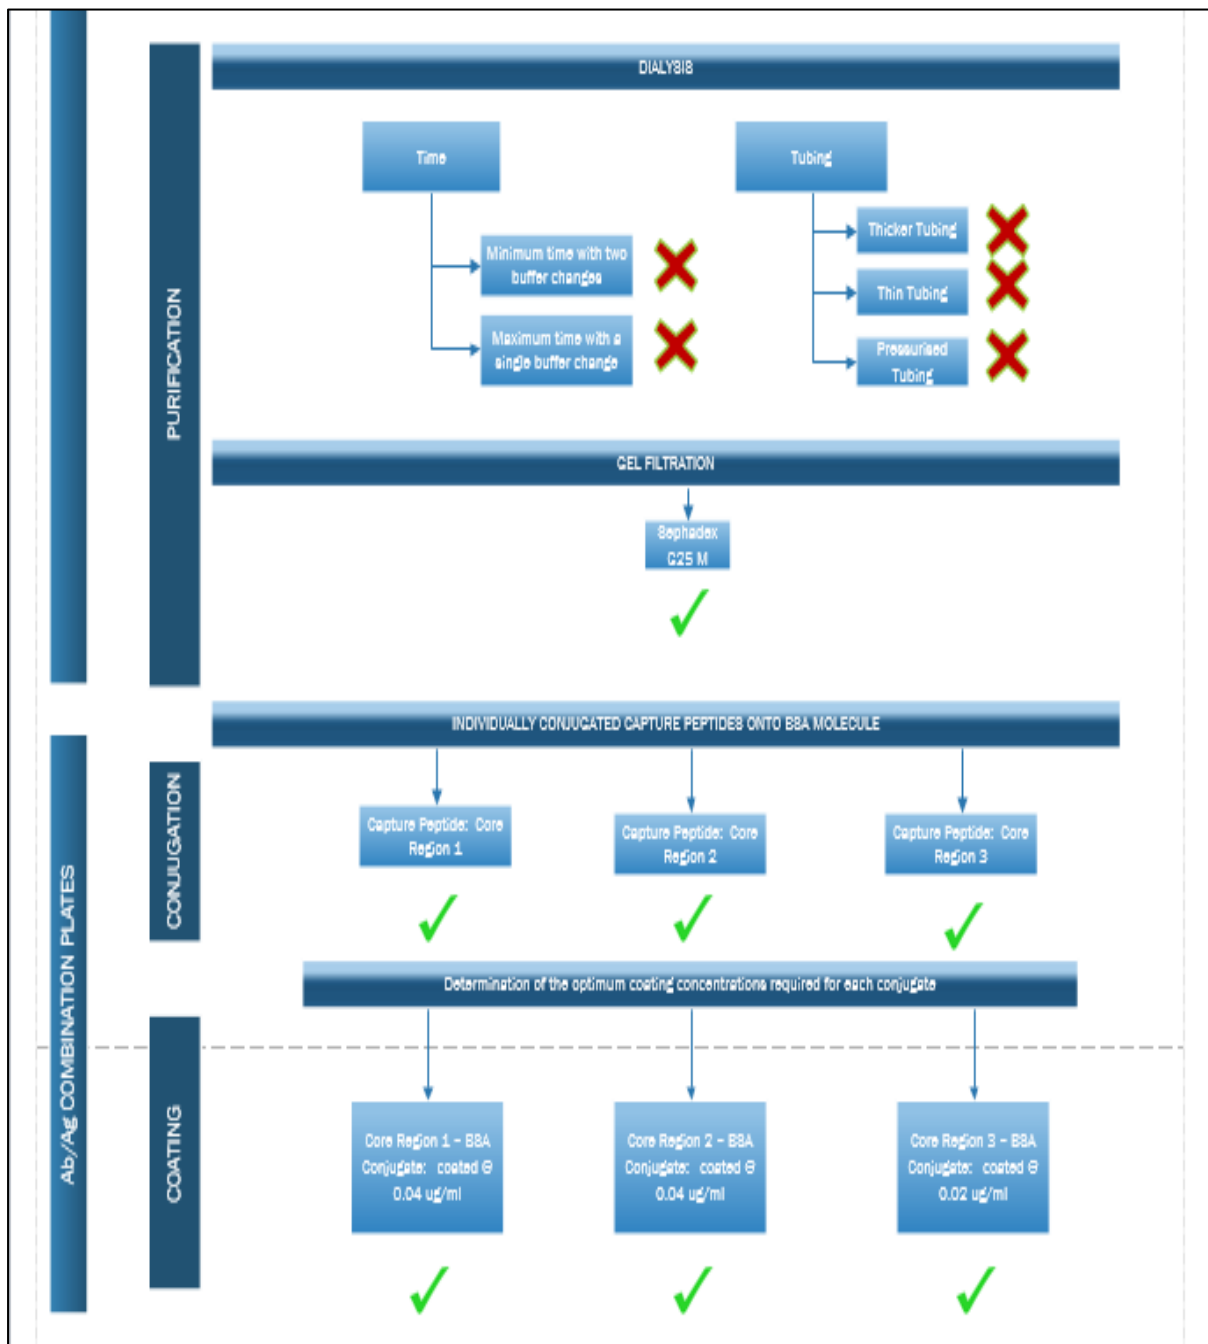 DIALYSIS
Time
Tubing
Minimum time with two
buffer changes
Maximum time with a
single buffer change
Thicker Tubing
Thin Tubing
Pressurised
Tubing
PURIFICATION
GEL FILTRATION
Sephadex
G25 M
INDIVIDUALLY CONJUGATED CAPTURE PEPTIDES ONTO BSA MOLECULE
CONJUGATION
Capture Peptide: Core
Region 1
Capture Peptide: Core
Region 2
Capture Peptide: Core
Region 3
Ab/Ag COMBINATION PLATES
Determination of the optimum coating concentrations required for each conjugate
COATING
Core Region 1 – BSA
Conjugate: coated @
0.04 ug/ml
Core Region 2 – BSA
Conjugate: coated @
0.04 ug/ml
Core Region 3 – BSA
Conjugate: coated @
0.02 ug/ml